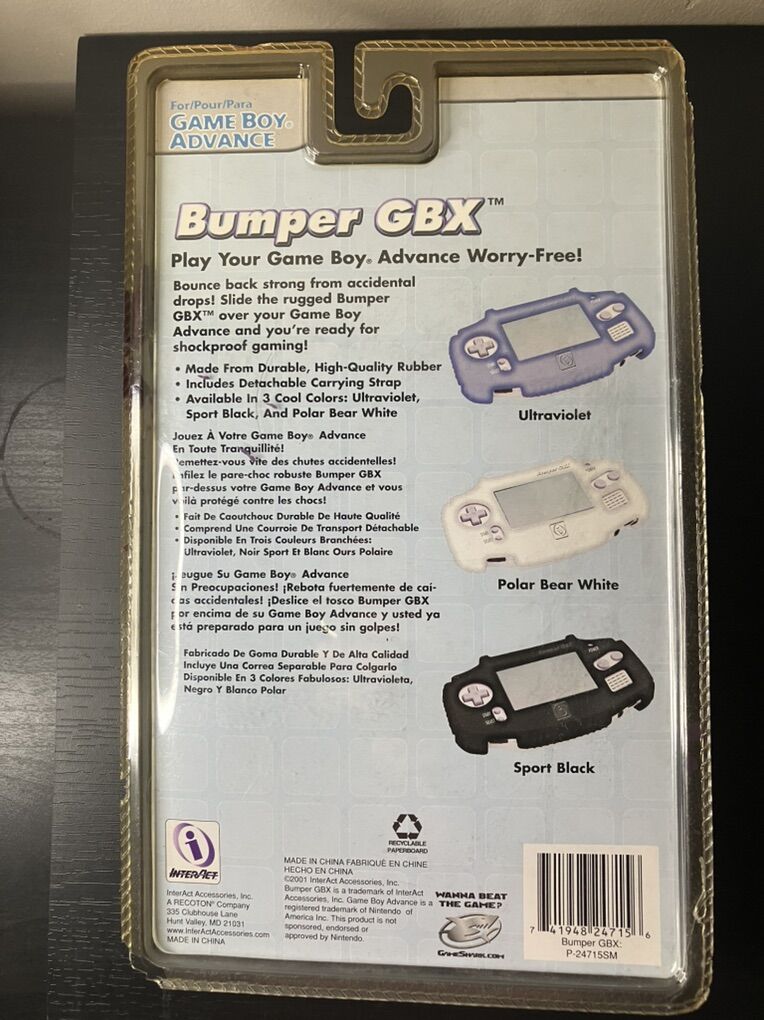 For/Pour/Para
GAME BOY®
ADVANCE
Bumper GBX™
Play Your Game Boy® Advance Worry-Free!
Bounce back strong from accidental
drops! Slide the rugged Bumper
GBX™ over your Game Boy
Advance and you're ready for
shockproof gaming!
• Made From Durable, High-Quality Rubber
• Includes Detachable Carrying Strap
• Available In 3 Cool Colors: Ultraviolet,
Sport Black, And Polar Bear White
Ultraviolet
Jouez À Votre Game Boy® Advance
En Toute Tranquillité!
emettez-vous vite des chutes accidentelles!
nfilez le pare-choc robuste Bumper GBX
par-dessus votre Game Boy Advance et vous
voilà protégé contre les chocs!
• Fait De Caoutchouc Durable De Haute Qualité
• Comprend Une Courroie De Transport Détachable
• Disponible En Trois Couleurs Branchées:
Ultraviolet, Noir Sport Et Blanc Ours Polaire
Polar Bear White
¡Jeugue Su Game Boy® Advance
Sin Preocupaciones! ¡Rebota fuertemente de caí-
das accidentales! ¡Deslice el tosco Bumper GBX
por encima de su Game Boy Advance y usted ya
está preparado para un juego sin golpes!
Fabricado De Goma Durable Y De Alta Calidad
Incluye Una Correa Separable Para Colgarlo
Disponible En 3 Colores Fabulosos: Ultravioleta,
Negro Y Blanco Polar
Sport Black
INTERACT
InterAct Accessories, Inc.
A RECOTON® Company
335 Clubhouse Lane
Hunt Valley, MD 21031
www.InterActAccessories.com
MADE IN CHINA
RECYCLABLE
PAPERBOARD
MADE IN CHINA FABRIQUÉ EN CHINE
HECHO EN CHINA
©2001 InterAct Accessories, Inc.
Bumper GBX is a trademark of InterAct
Accessories, Inc. Game Boy Advance is a
registered trademark of Nintendo of
America Inc. This product is not
sponsored, endorsed or
approved by Nintendo.
WANNA BEAT
THE GAME?
GAMESHARK.COM
7 41948 24715 6
Bumper GBX:
P-24715SM